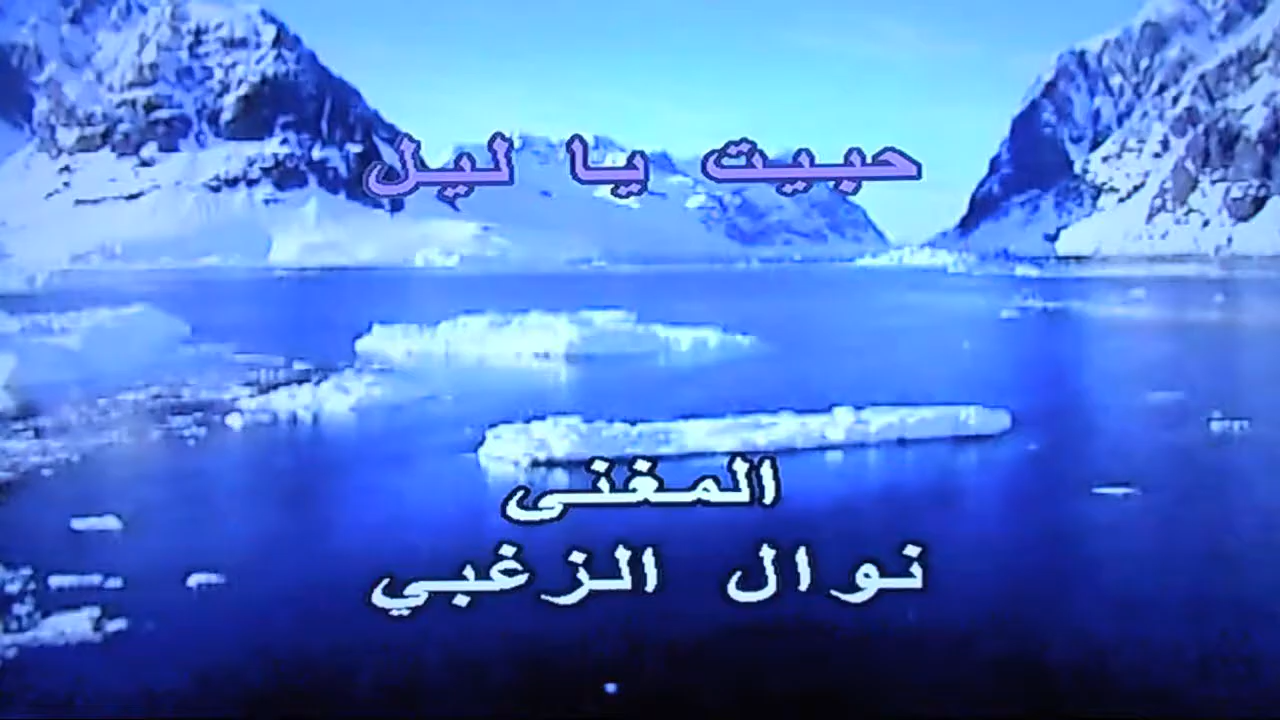 حبيت يا ليل
المغنى
نوال الزغبي